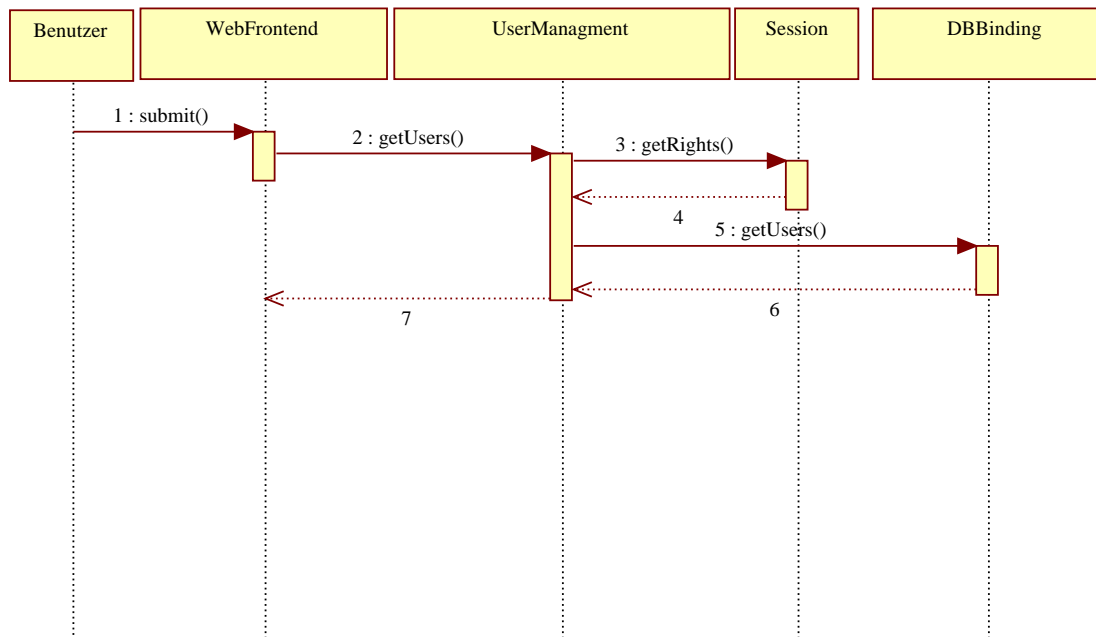 Benutzer
WebFrontend
UserManagment
Session
DBBinding
1 : submit()
2 : getUsers()
3 : getRights()
4
5 : getUsers()
6
7